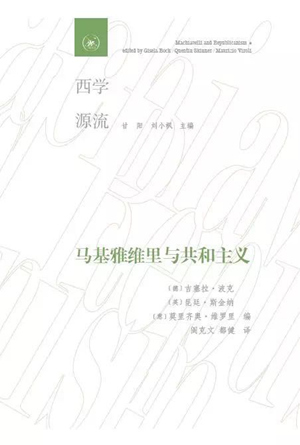 Machiavelli and Republicanism
edited by Gisela Bock · Quentin Skinner · Maurizio Viroli
西学
源流
甘阳 刘小枫 主编
马基雅维里与共和主义
(德)吉塞拉·波克
(英)昆廷·斯金纳
(意)莫里齐奥·维罗里 编
阎克文 都健 译